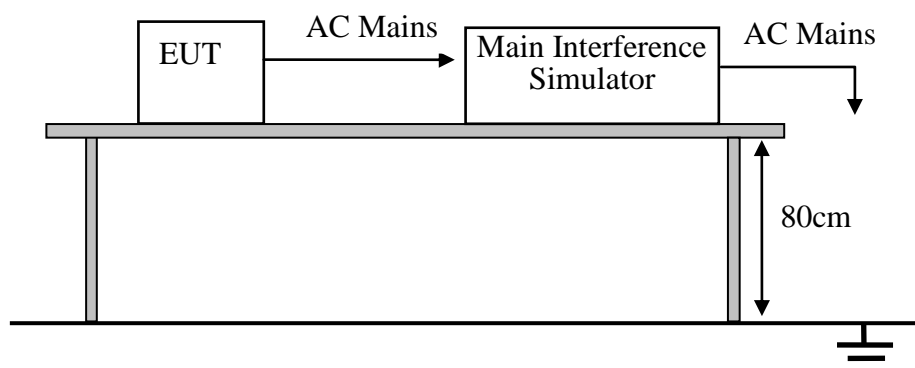 EUT
AC Mains
Main Interference
Simulator
AC Mains
80cm